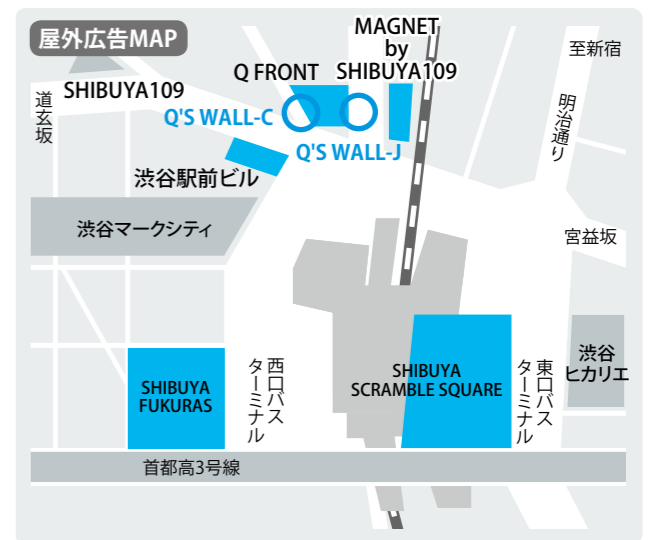 屋外広告MAP
MAGNET
by
SHIBUYA109
至新宿
Q FRONT
SHIBUYA109
道玄坂
Q'S WALL-C
明治通り
Q'S WALL-J
渋谷駅前ビル
渋谷マークシティ
宮益坂
SHIBUYA
FUKURAS
西口バス
ターミナル
SHIBUYA
SCRAMBLE SQUARE
東口バス
ターミナル
渋谷
ヒカリエ
首都高3号線